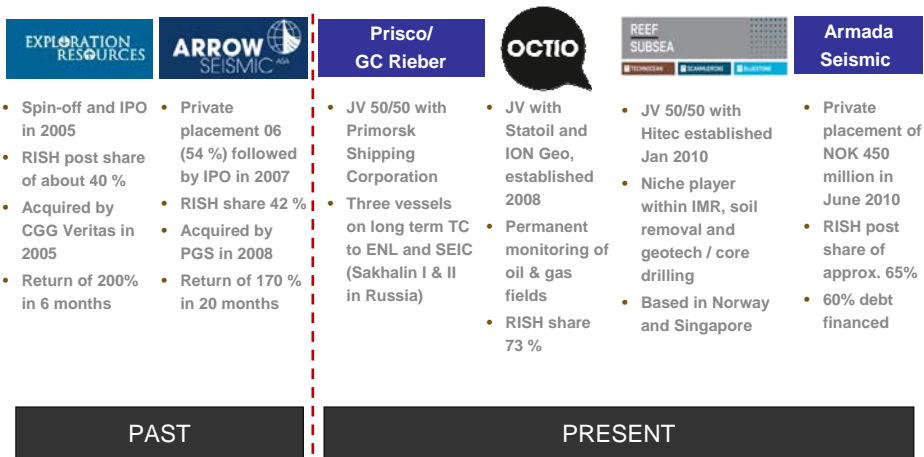 EXPLORATION
RESOURCES
• Spin-off and IPO
in 2005
• RISH post share
of about 40 %
• Acquired by
CGG Veritas in
2005
• Return of 200%
in 6 months
ARROW
SEISMIC ASA
• Private
placement 06
(54 %) followed
by IPO in 2007
• RISH share 42 %
• Acquired by
PGS in 2008
• Return of 170 %
in 20 months
Prisco/
GC Rieber
• JV 50/50 with
Primorsk
Shipping
Corporation
• Three vessels
on long term TC
to ENL and SEIC
(Sakhalin I & II
in Russia)
OCTIO
• JV with
Statoil and
ION Geo,
established
2008
• Permanent
monitoring of
oil & gas
fields
• RISH share
73 %
REEF
SUBSEA
TECHNOCEAN SCANMUDRING BLUESTONE
• JV 50/50 with
Hitec established
Jan 2010
• Niche player
within IMR, soil
removal and
geotech / core
drilling
• Based in Norway
and Singapore
Armada
Seismic
• Private
placement of
NOK 450
million in
June 2010
• RISH post
share of
approx. 65%
• 60% debt
financed
PAST
PRESENT